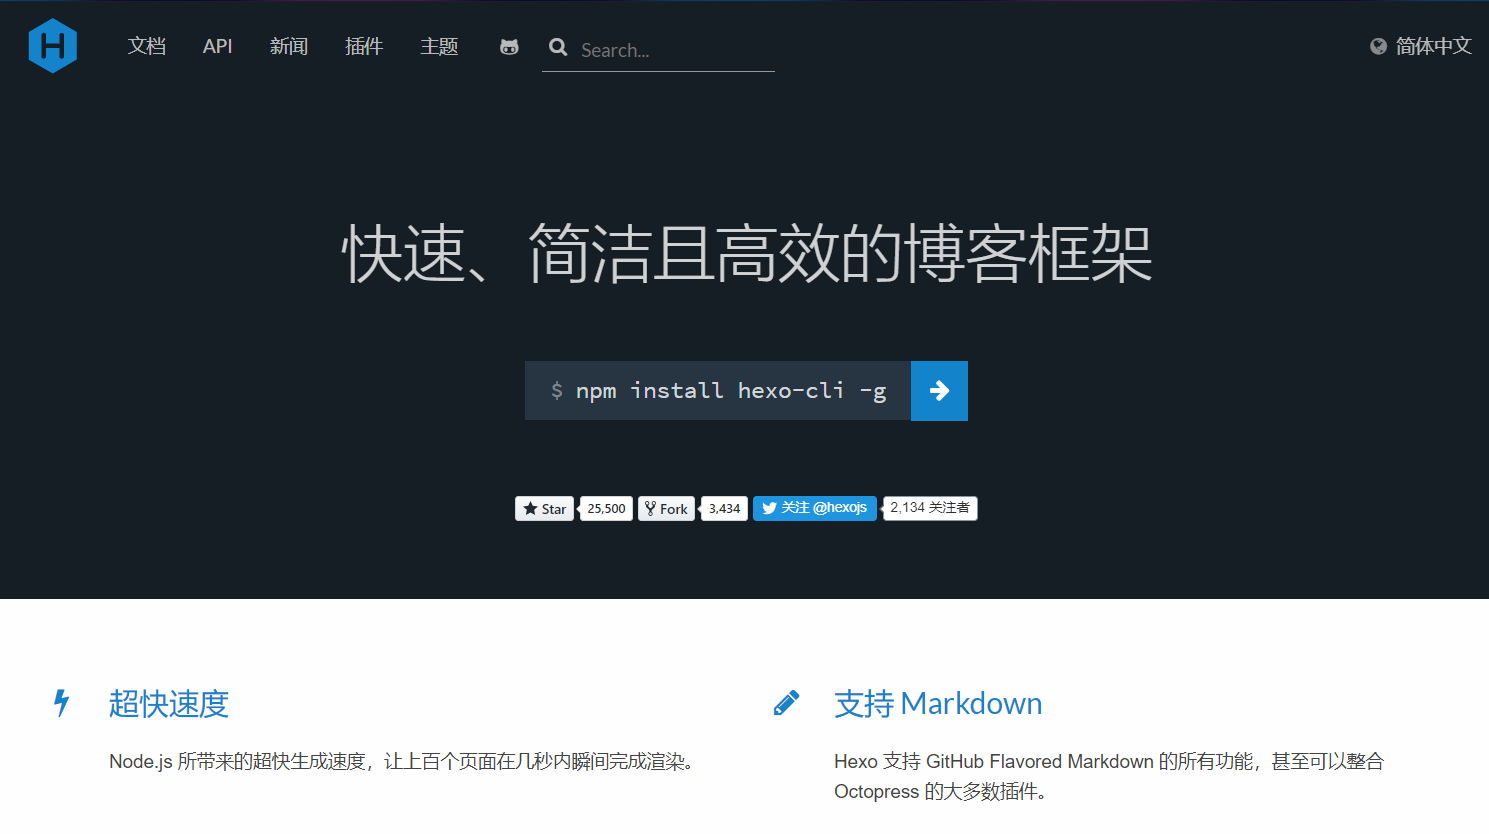 H
文档 API 新闻 插件 主题 Search... 简体中文
快速、简洁且高效的博客框架
$ npm install hexo-cli -g
Star 25,500 Fork 3,434 关注 @hexojs 2,134 关注者
超快速度
Node.js 所带来的超快生成速度，让上百个页面在几秒内瞬间完成渲染。
支持 Markdown
Hexo 支持 GitHub Flavored Markdown 的所有功能，甚至可以整合
Octopress 的大多数插件。